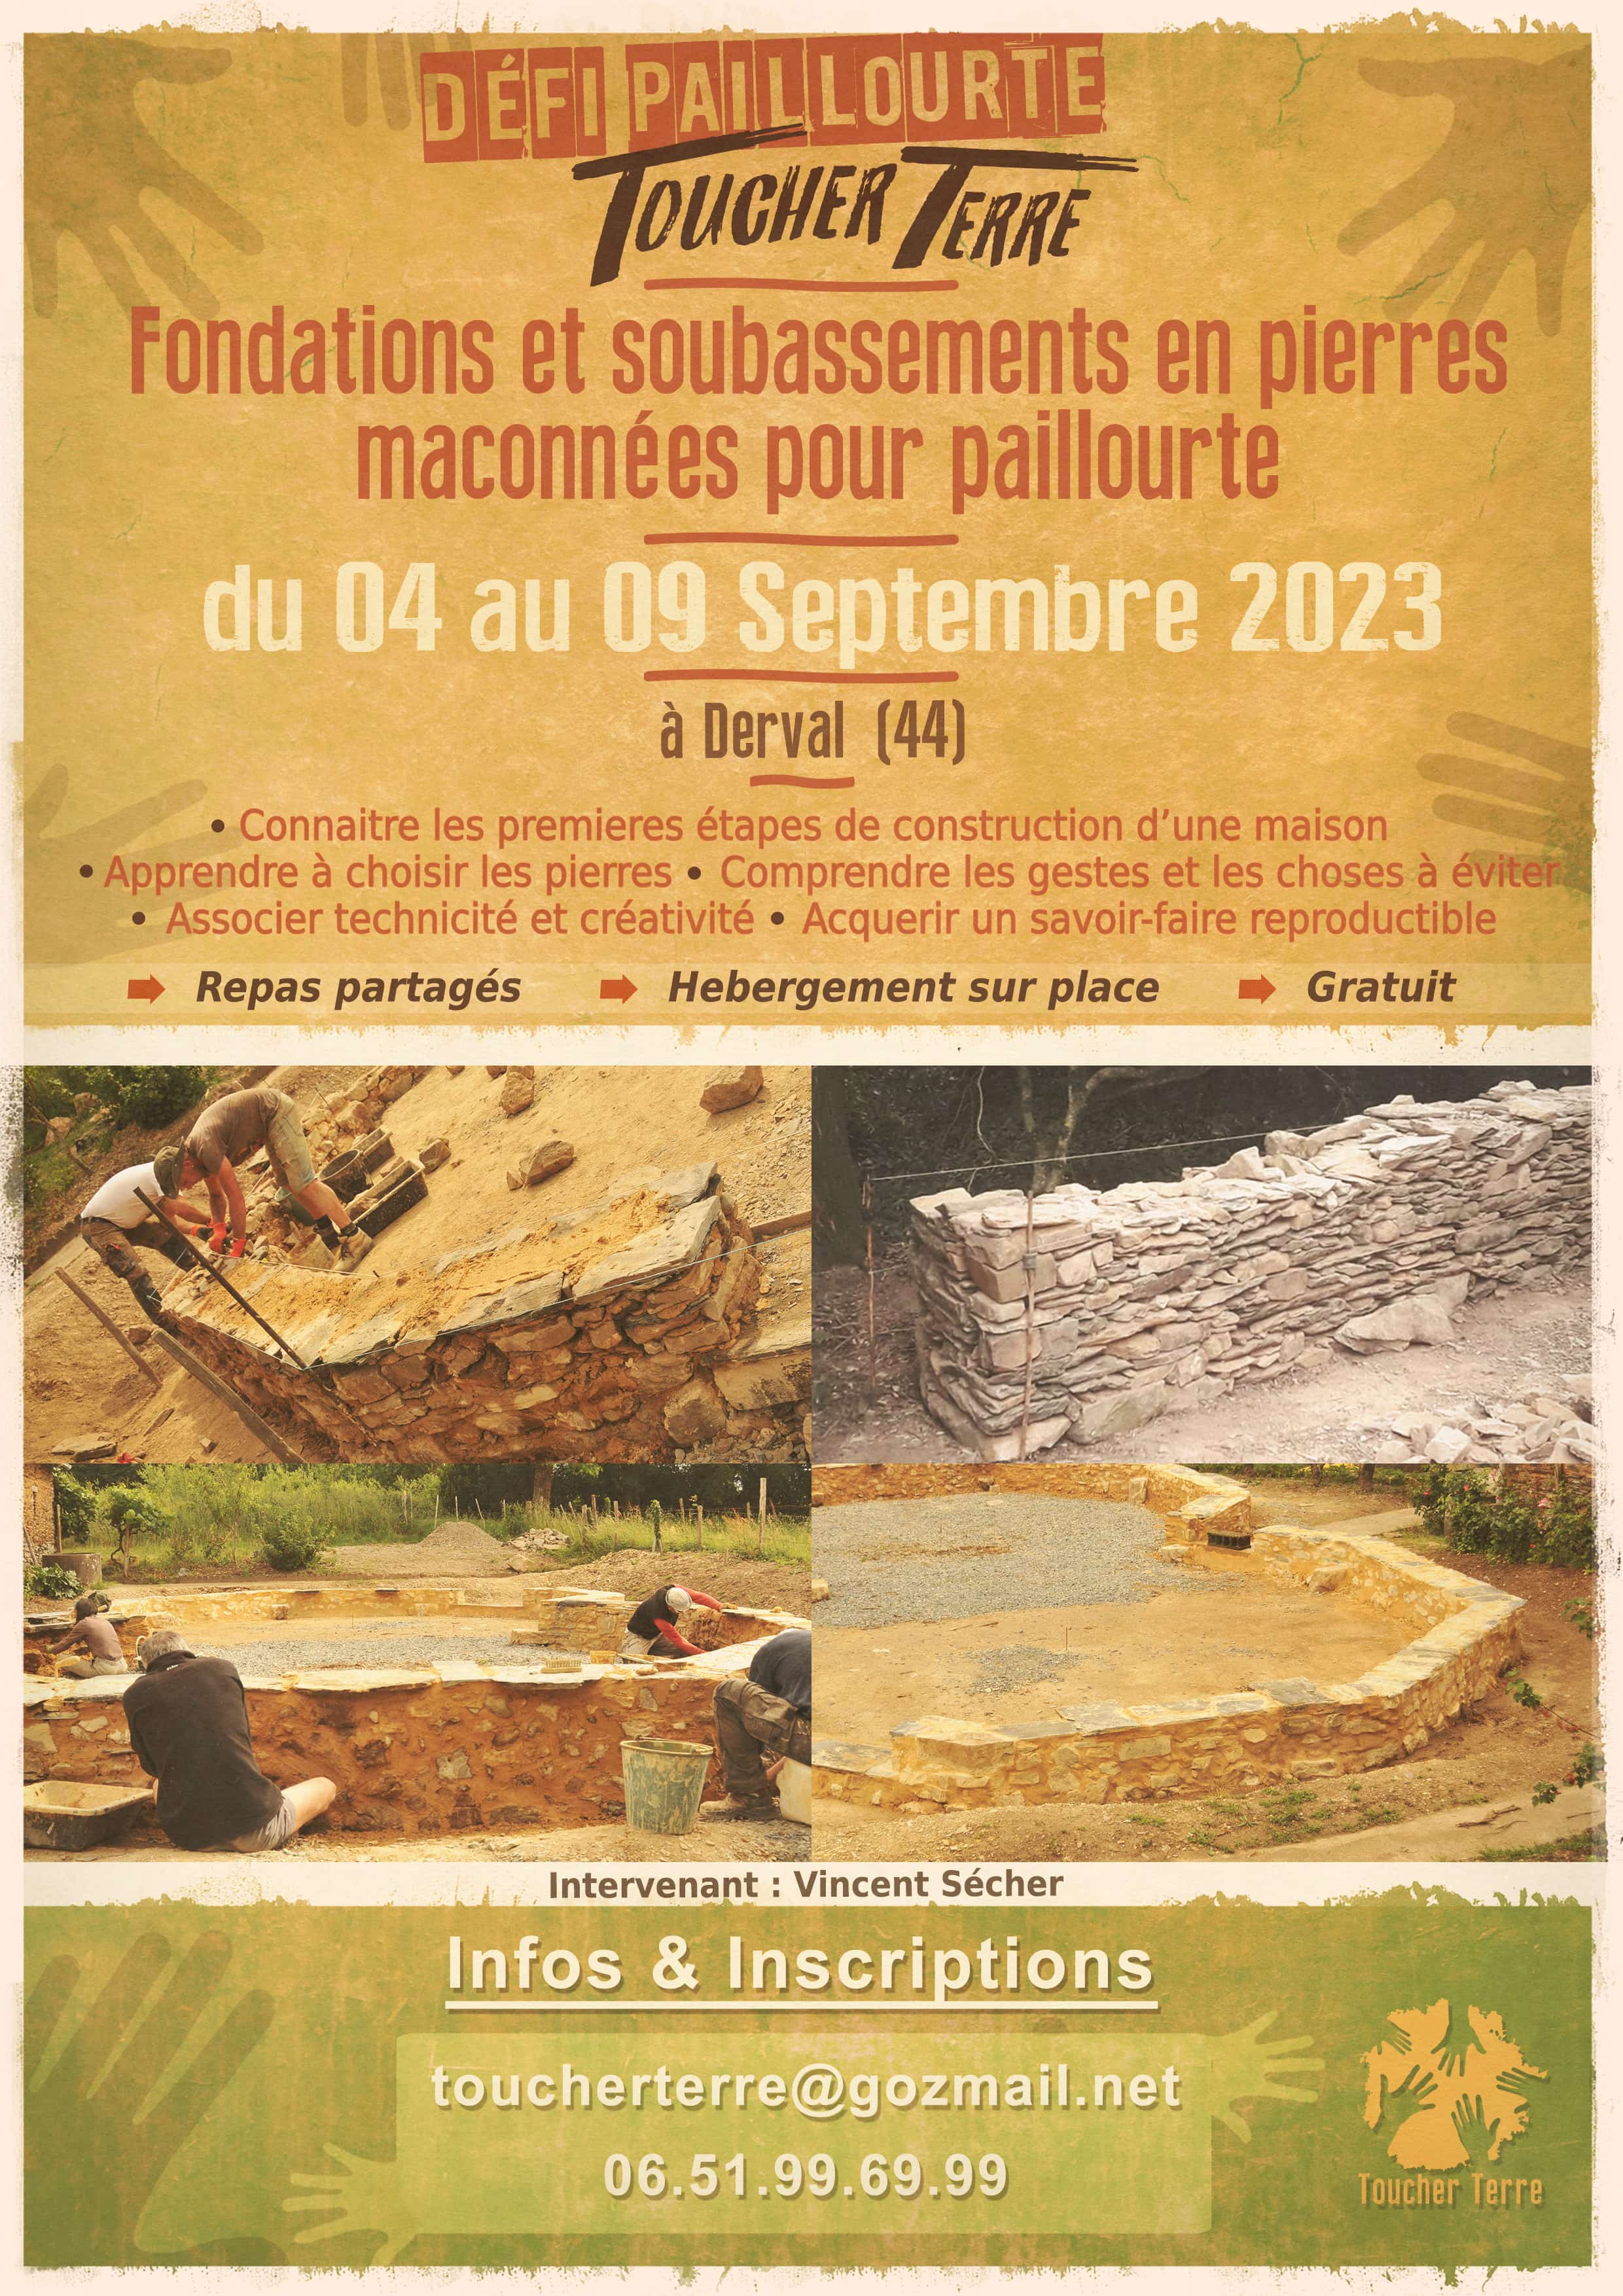 DÉFI PAILLOURTE
TOUCHER TERRE
Fondations et soubassements en pierres
maconnées pour paillourte
du 04 au 09 Septembre 2023
à Derval (44)
• Connaitre les premieres étapes de construction d’une maison
• Apprendre à choisir les pierres • Comprendre les gestes et les choses à éviter
• Associer technicité et créativité • Acquerir un savoir-faire reproductible
Repas partagés Hebergement sur place Gratuit
Intervenant : Vincent Sécher
Infos & Inscriptions
toucherterre@gozmail.net
06.51.99.69.99
Toucher Terre